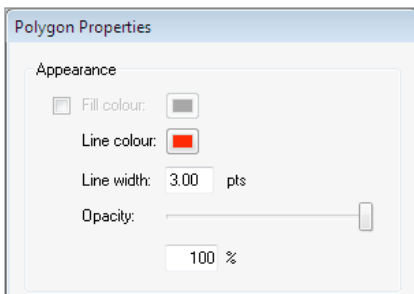 Polygon Properties
Appearance
Fill colour:
Line colour:
Line width: 3.00 pts
Opacity:
100 %